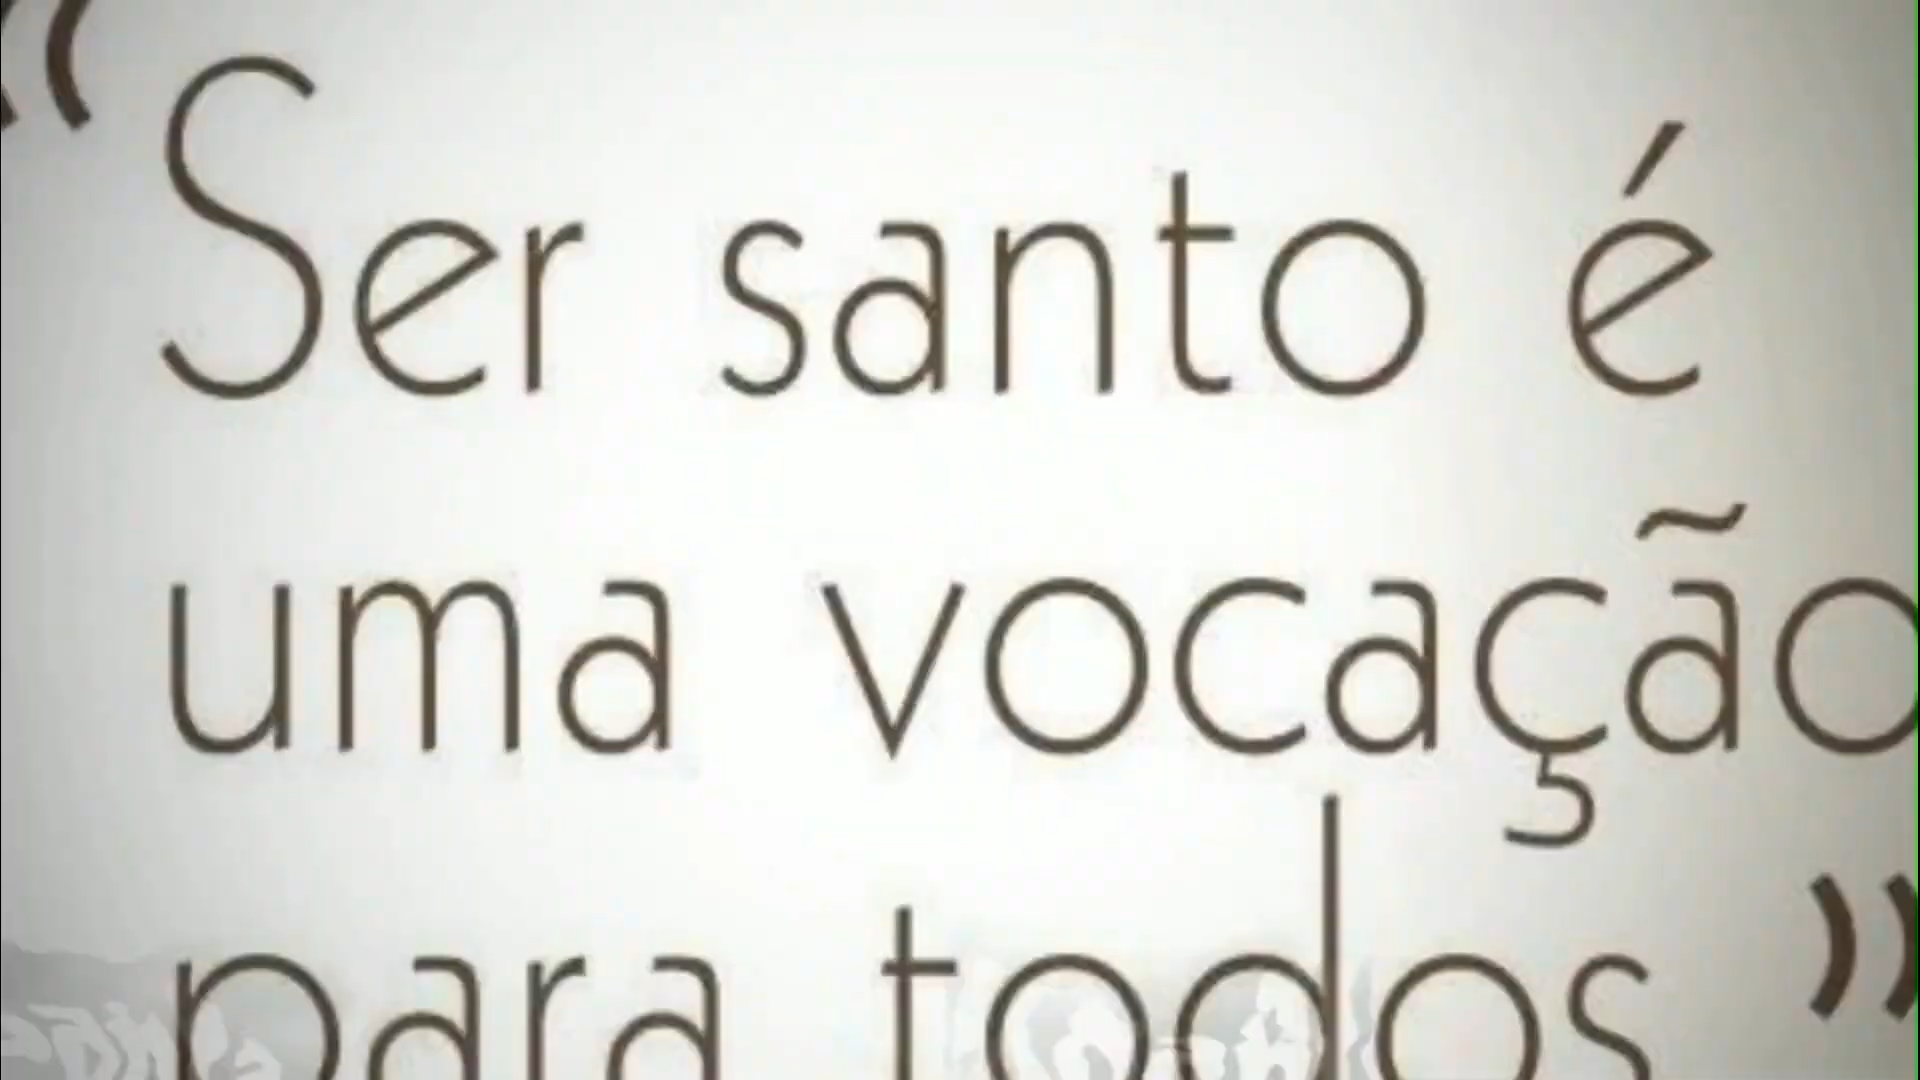 “Ser santo é
uma vocação
para todos”